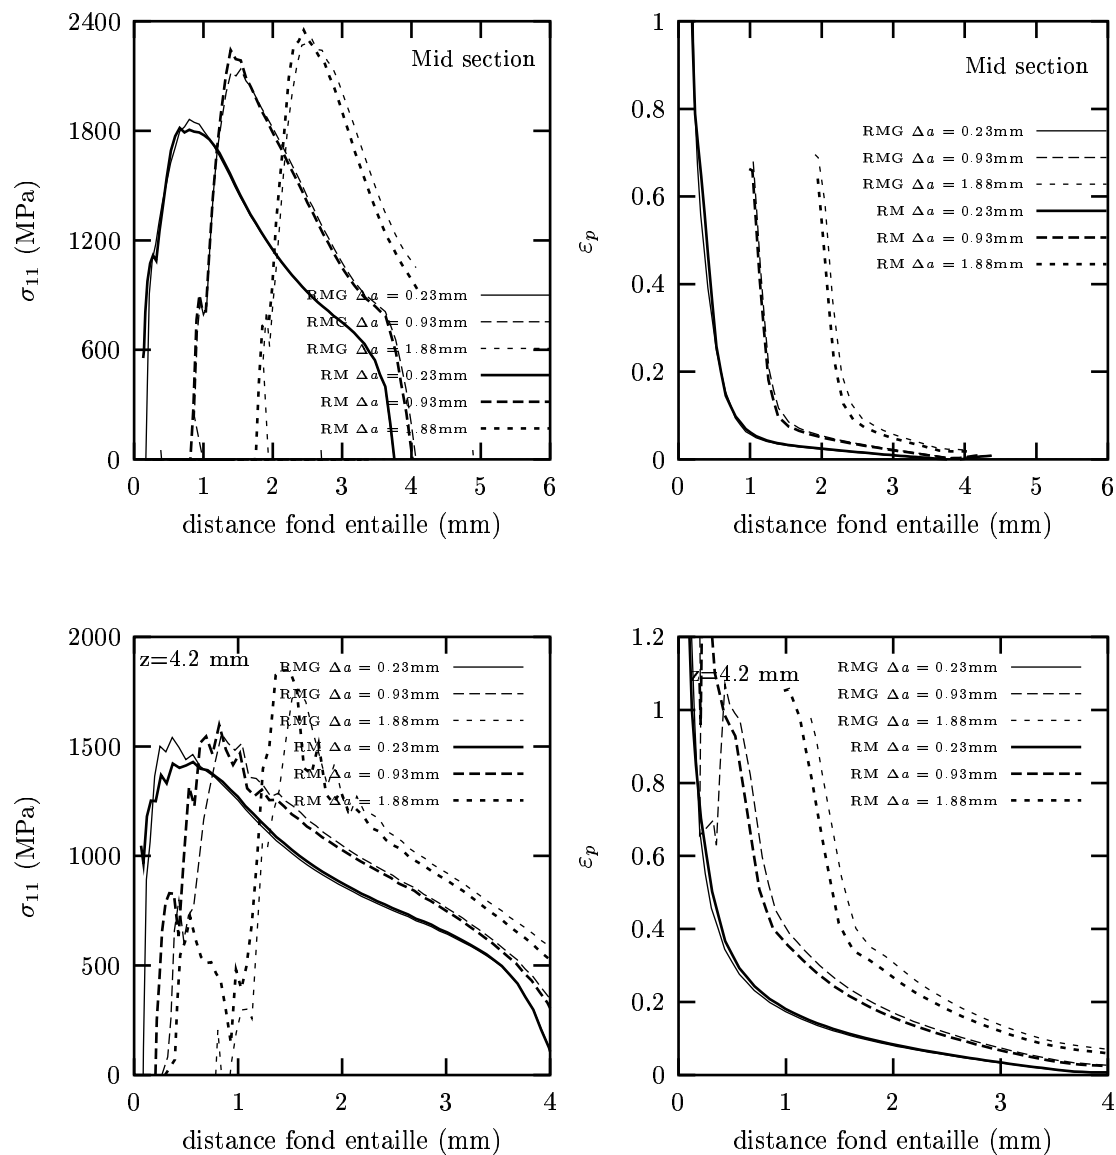 2400
1800
1200
600
0
σ11 (MPa)
Mid section
RMG Δa = 0.23mm
RMG Δa = 0.93mm
RMG Δa = 1.88mm
RM Δa = 0.23mm
RM Δa = 0.93mm
RM Δa = 1.88mm
0 1 2 3 4 5 6
distance fond entaille (mm)
1
0.8
0.6
0.4
0.2
0
εp
Mid section
RMG Δa = 0.23mm
RMG Δa = 0.93mm
RMG Δa = 1.88mm
RM Δa = 0.23mm
RM Δa = 0.93mm
RM Δa = 1.88mm
0 1 2 3 4 5 6
distance fond entaille (mm)
2000
1500
1000
500
0
σ11 (MPa)
z=4.2 mm
RMG Δa = 0.23mm
RMG Δa = 0.93mm
RMG Δa = 1.88mm
RM Δa = 0.23mm
RM Δa = 0.93mm
RM Δa = 1.88mm
0 1 2 3 4
distance fond entaille (mm)
1.2
1
0.8
0.6
0.4
0.2
0
εp
z=4.2 mm
RMG Δa = 0.23mm
RMG Δa = 0.93mm
RMG Δa = 1.88mm
RM Δa = 0.23mm
RM Δa = 0.93mm
RM Δa = 1.88mm
0 1 2 3 4
distance fond entaille (mm)